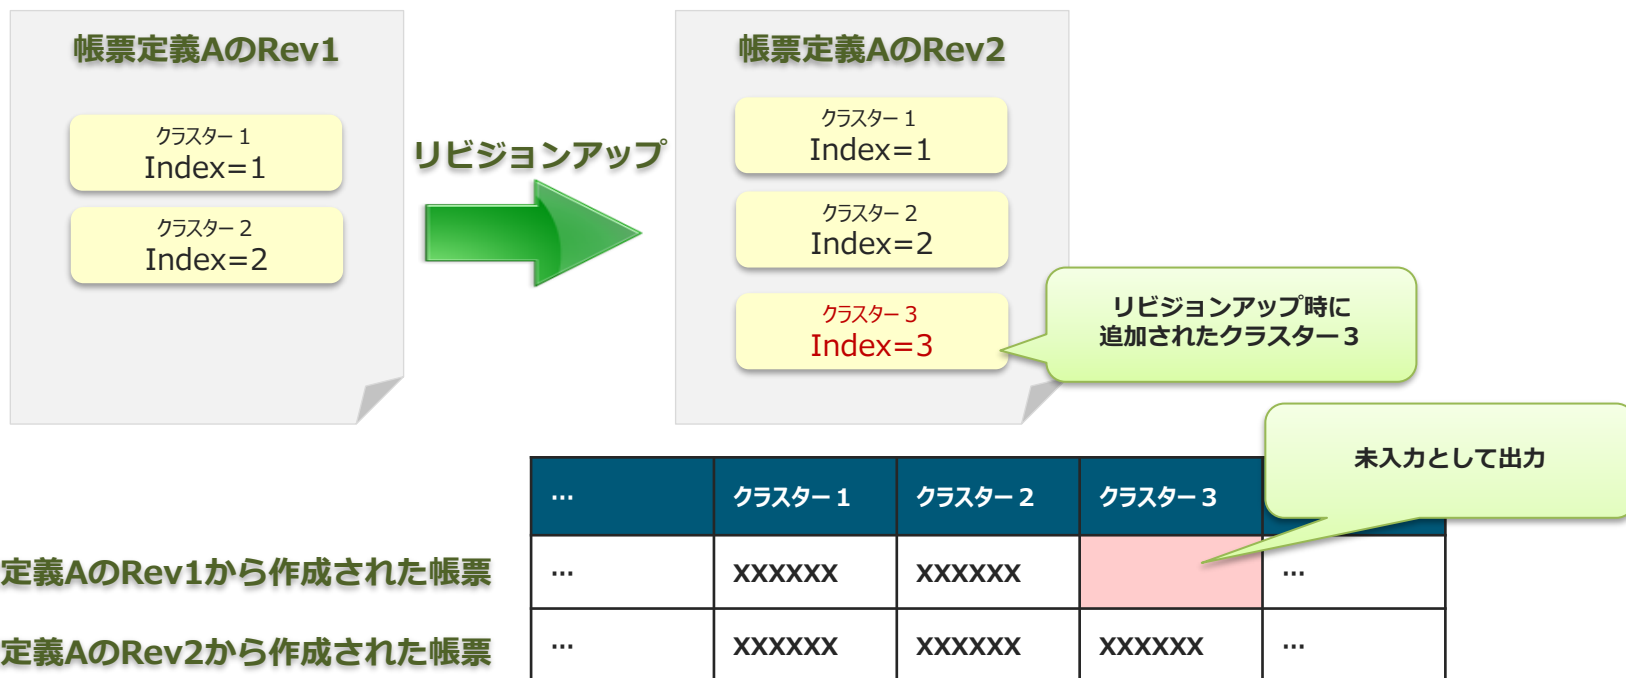 帳票定義AのRev1
クラスター１
Index=1
クラスター２
Index=2
リビジョンアップ
帳票定義AのRev2
クラスター１
Index=1
クラスター２
Index=2
クラスター３
Index=3
リビジョンアップ時に
追加されたクラスター３
未入力として出力
… クラスター１ クラスター２ クラスター３
定義AのRev1から作成された帳票 … XXXXXX XXXXXX …
定義AのRev2から作成された帳票 … XXXXXX XXXXXX XXXXXX …